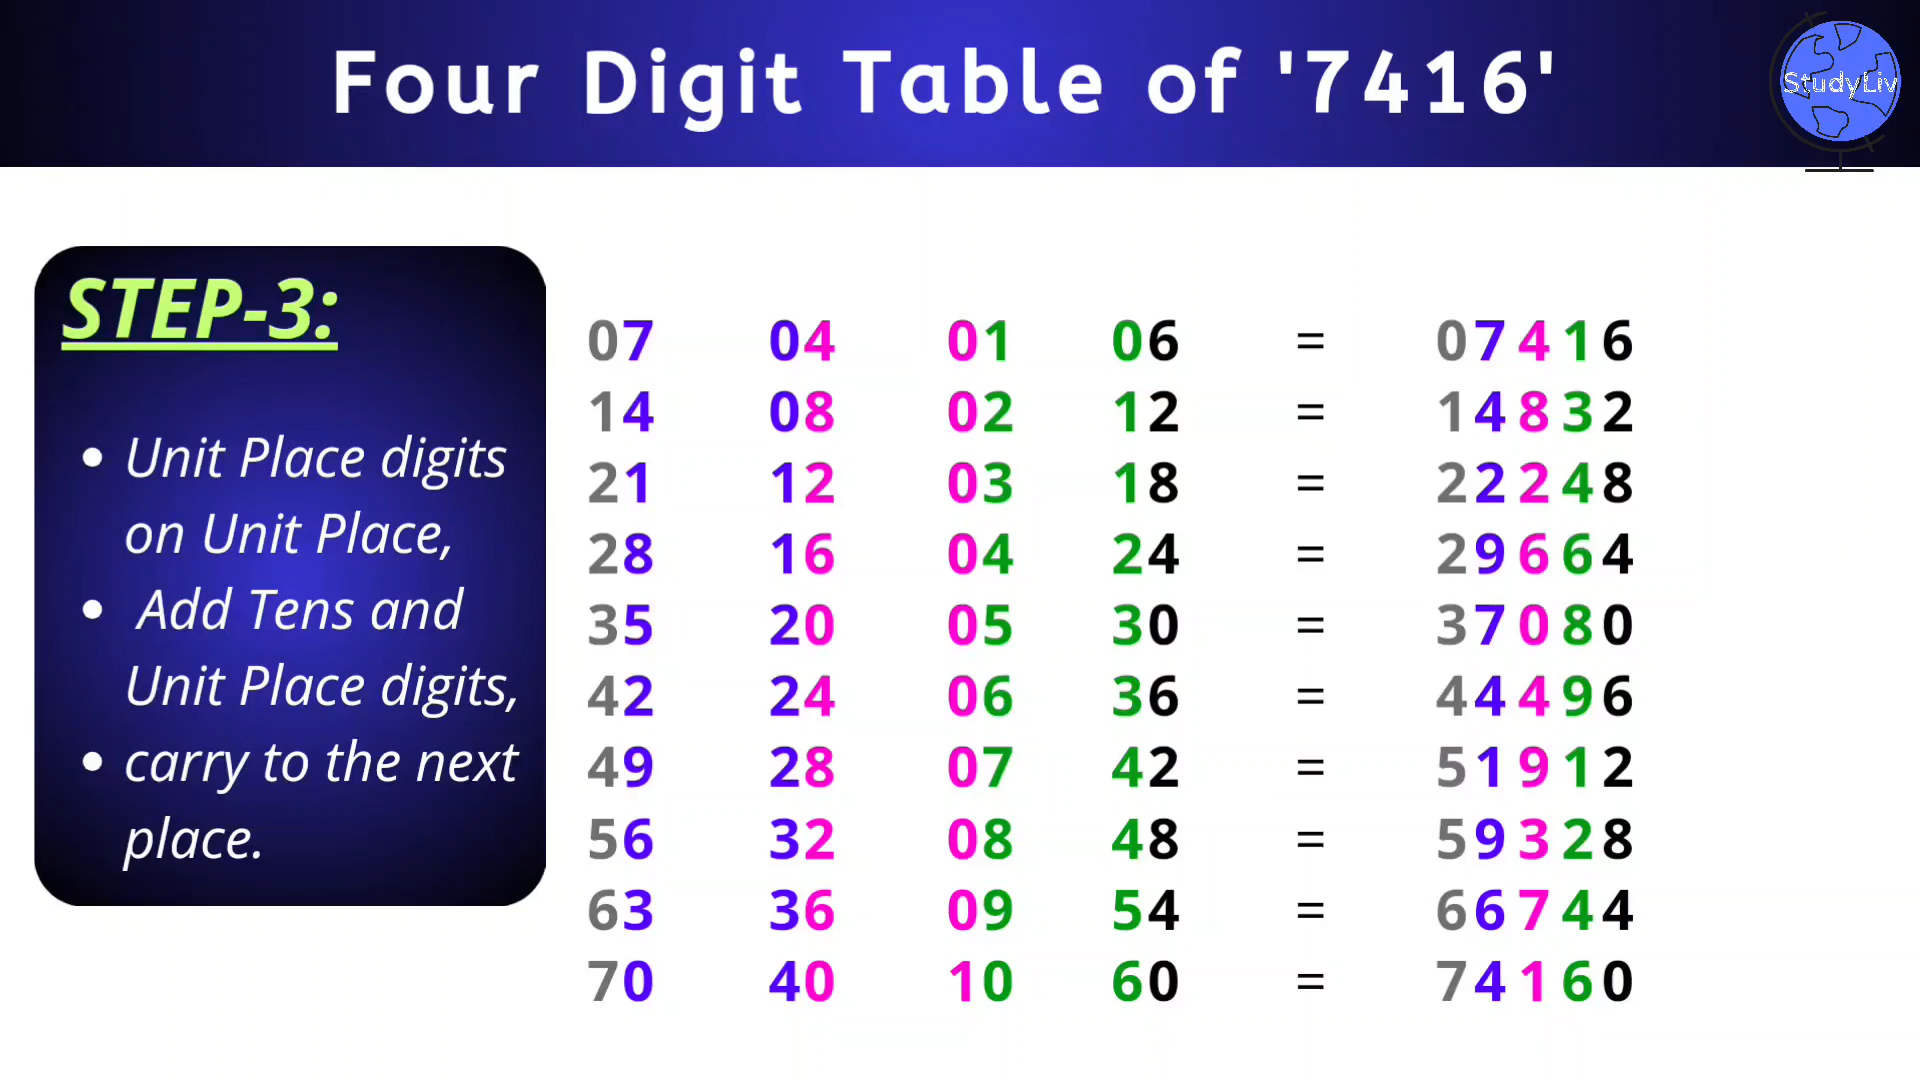 Four Digit Table of '7416'
StudyLiv
STEP-3:
• Unit Place digits
on Unit Place,
• Add Tens and
Unit Place digits,
• carry to the next
place.
07 04 01 06 = 07416
14 08 02 12 = 14832
21 12 03 18 = 22248
28 16 04 24 = 29664
35 20 05 30 = 37080
42 24 06 36 = 44496
49 28 07 42 = 51912
56 32 08 48 = 59328
63 36 09 54 = 66744
70 40 10 60 = 74160